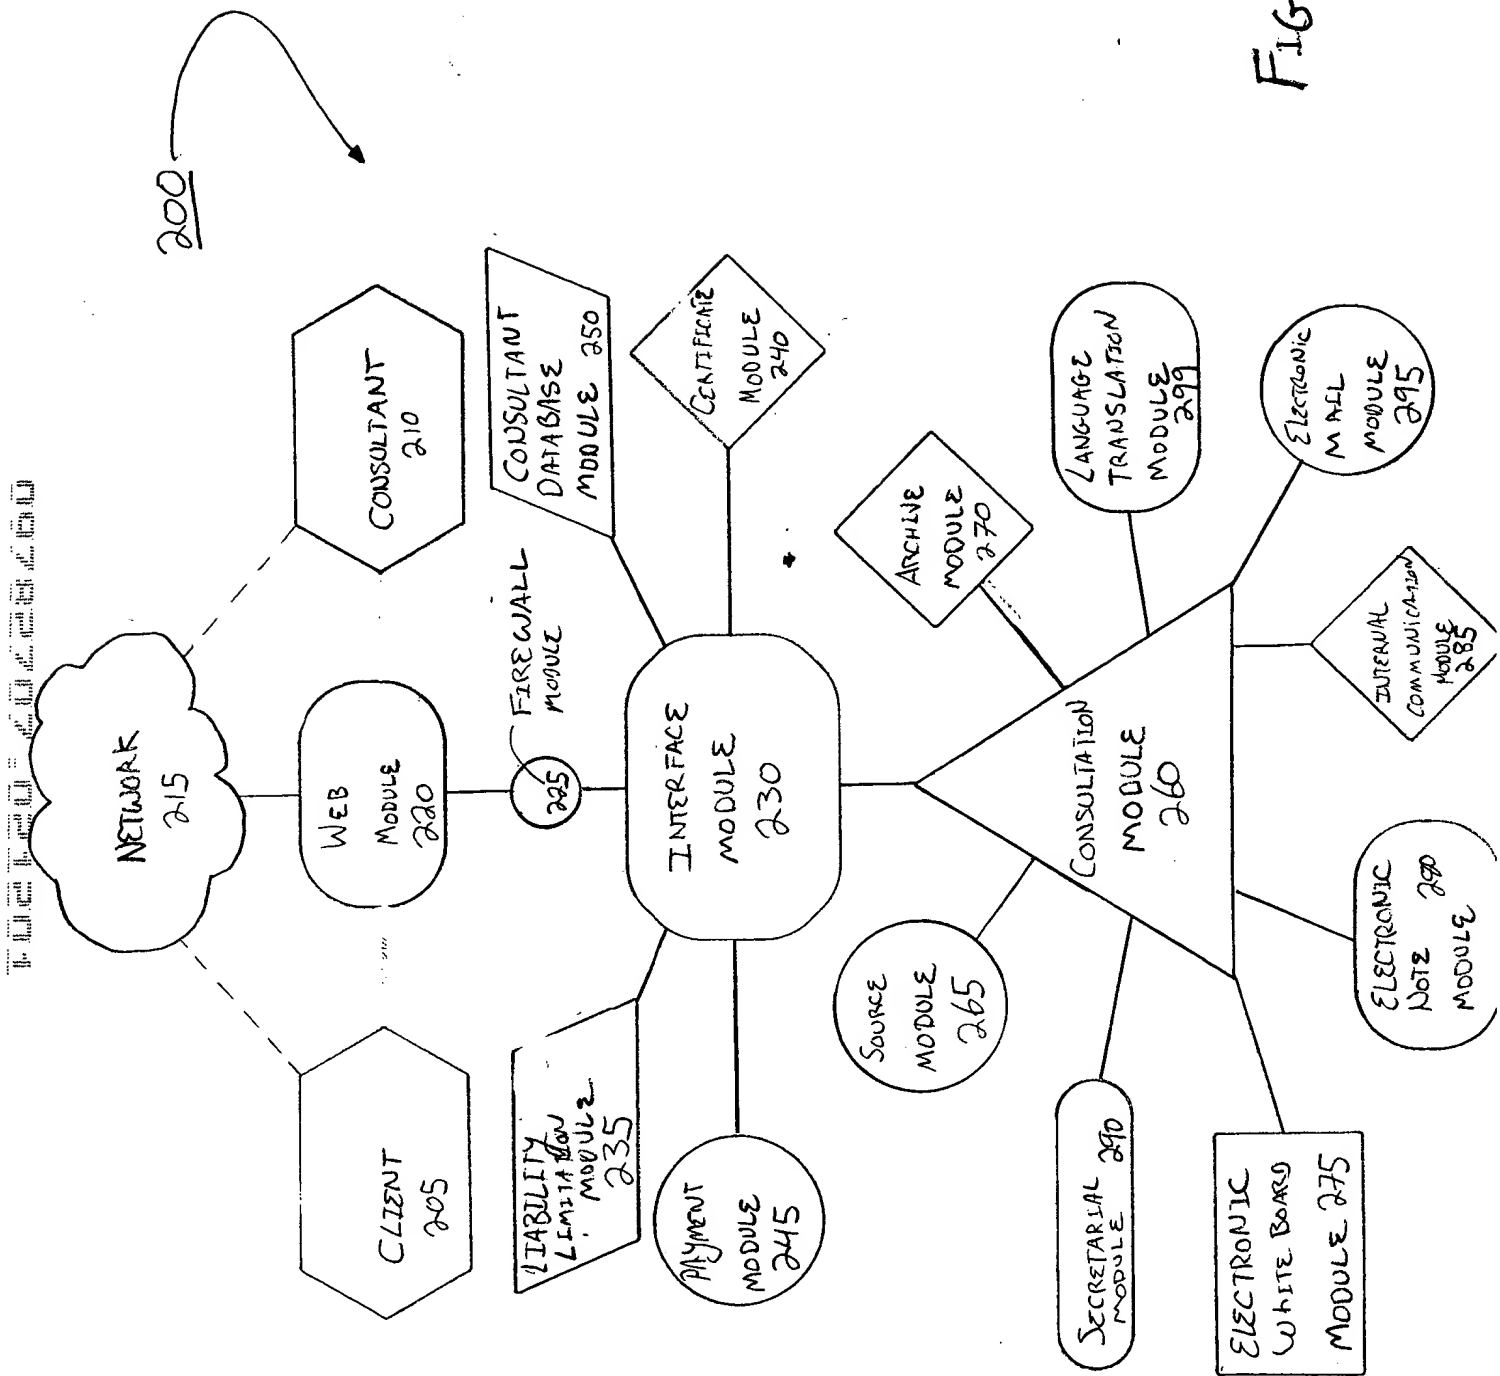 200
NETWORK
215
CLIENT
205
WEB
MODULE
220
CONSULTANT
210
LIABILITY
LIMITATION
MODULE
235
225
FIREWALL
MODULE
CONSULTANT
DATABASE
MODULE 250
PAYMENT
MODULE
245
INTERFACE
MODULE
230
CERTIFICATE
MODULE
240
SOURCE
MODULE
265
ARCHIVE
MODULE
270
CONSULTATION
MODULE
260
SECRETARIAL 290
MODULE
LANGUAGE
TRANSLATION
MODULE
299
ELECTRONIC
WHITE BOARD
MODULE 275
ELECTRONIC
NOTE 280
MODULE
INTERNAL
COMMUNICATION
MODULE
285
ELECTRONIC
MAIL
MODULE
295
FIG